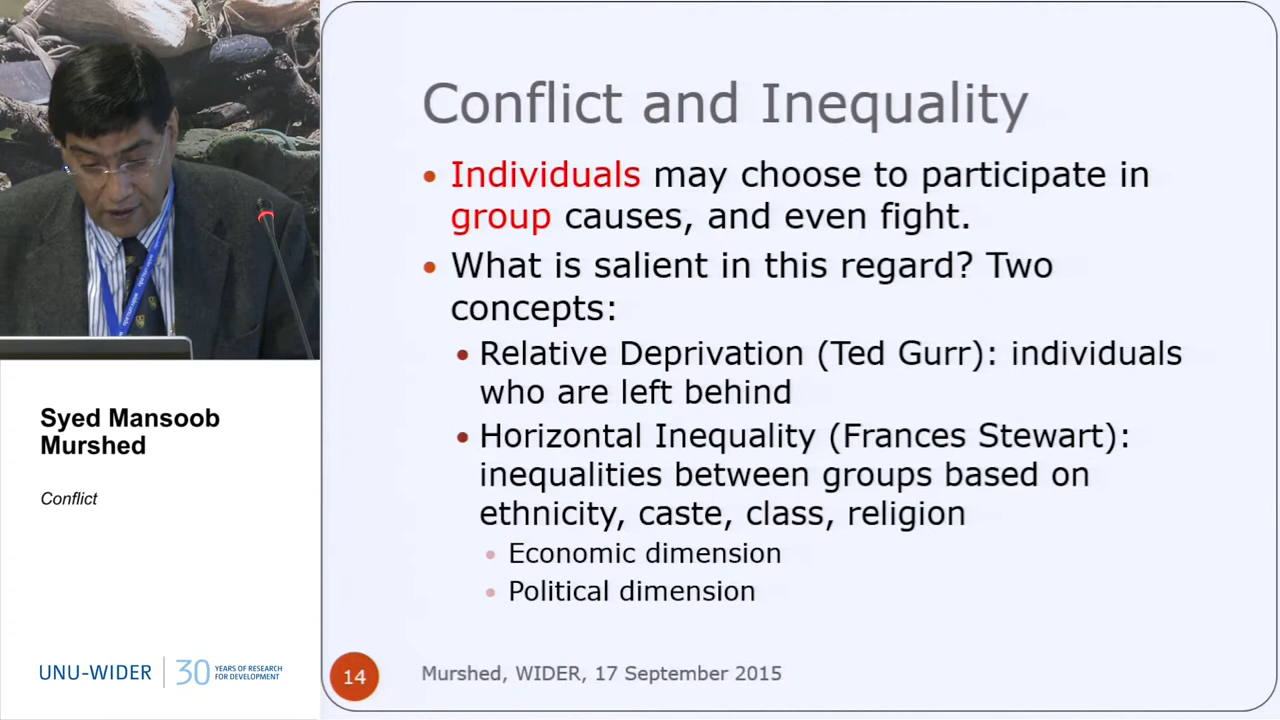 Conflict and Inequality
• Individuals may choose to participate in
group causes, and even fight.
• What is salient in this regard? Two
concepts:
• Relative Deprivation (Ted Gurr): individuals
who are left behind
• Horizontal Inequality (Frances Stewart):
inequalities between groups based on
ethnicity, caste, class, religion
• Economic dimension
• Political dimension
14
Murshed, WIDER, 17 September 2015
Syed Mansoob
Murshed
Conflict
UNU-WIDER
30 YEARS OF RESEARCH
FOR DEVELOPMENT